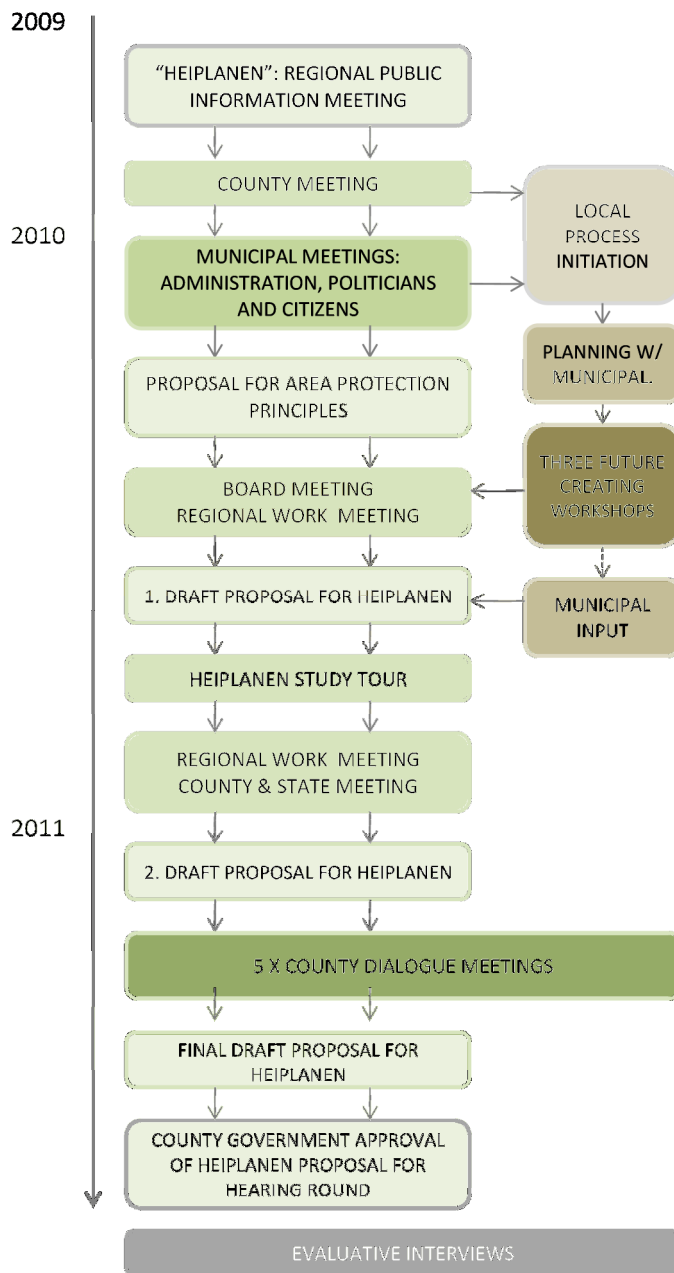 2009
“HEIPLANEN”: REGIONAL PUBLIC
INFORMATION MEETING
COUNTY MEETING
LOCAL
PROCESS
INITIATION
2010
MUNICIPAL MEETINGS:
ADMINISTRATION, POLITICIANS
AND CITIZENS
PLANNING W/
MUNICIPAL.
PROPOSAL FOR AREA PROTECTION
PRINCIPLES
THREE FUTURE
CREATING
WORKSHOPS
BOARD MEETING
REGIONAL WORK MEETING
1. DRAFT PROPOSAL FOR HEIPLANEN
MUNICIPAL
INPUT
HEIPLANEN STUDY TOUR
REGIONAL WORK MEETING
COUNTY & STATE MEETING
2011
2. DRAFT PROPOSAL FOR HEIPLANEN
5 X COUNTY DIALOGUE MEETINGS
FINAL DRAFT PROPOSAL FOR
HEIPLANEN
COUNTY GOVERNMENT APPROVAL
OF HEIPLANEN PROPOSAL FOR
HEARING ROUND
EVALUATIVE INTERVIEWS